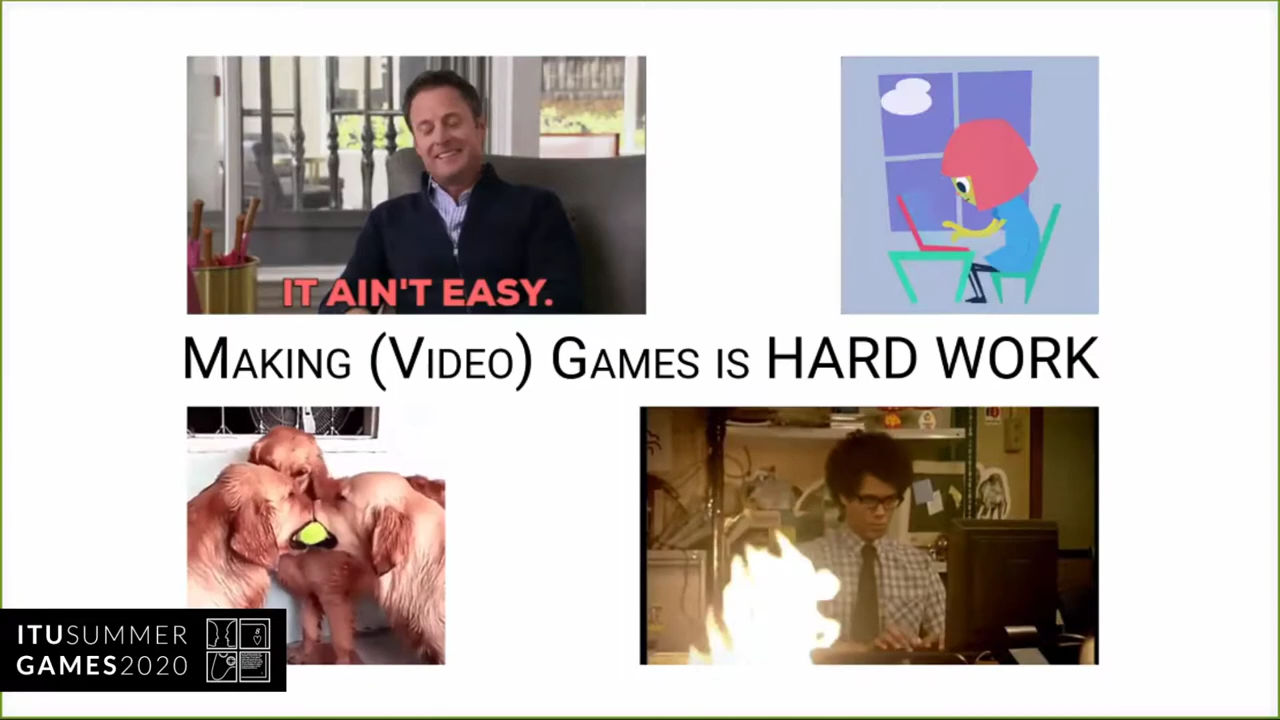 IT AIN'T EASY.
MAKING (VIDEO) GAMES IS HARD WORK
ITUSUMMER
GAMES2020